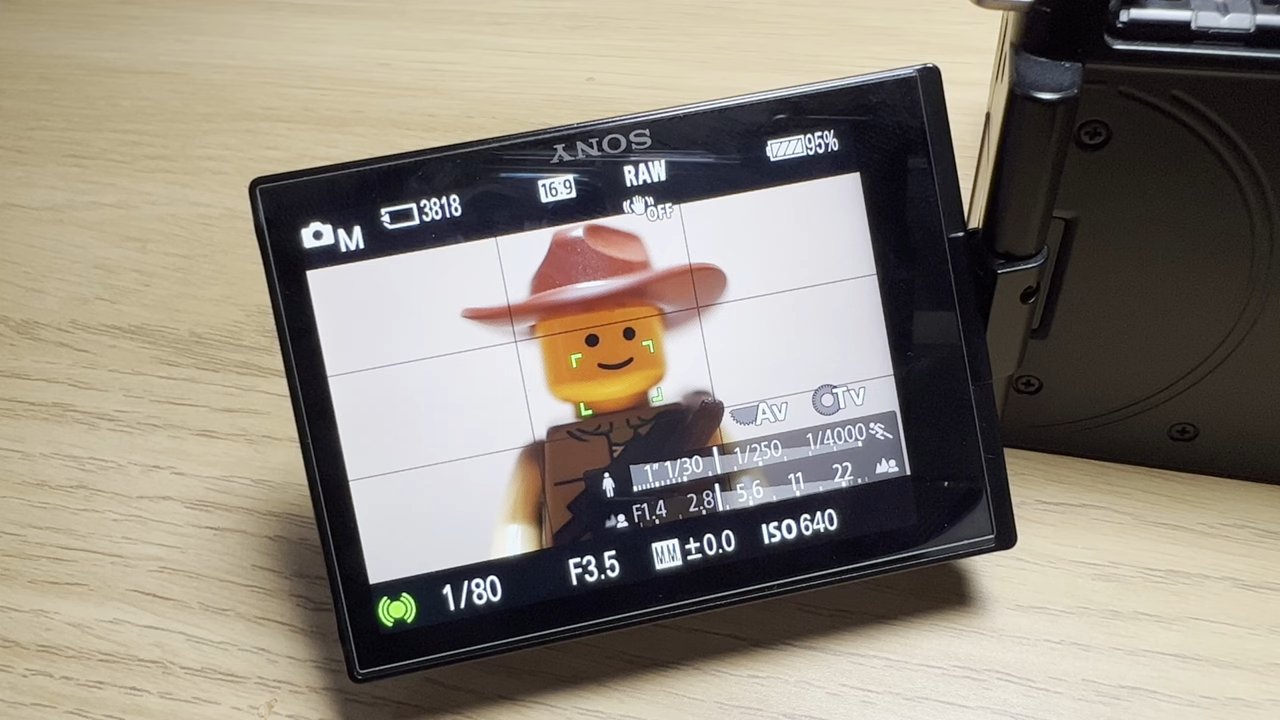 SONY
95%
3818
16:9
RAW
OFF
M
Av
Tv
1" 1/30 1/250 1/4000
F1.4 2.8 5.6 11 22
1/80
F3.5
M.M ±0.0
ISO 640